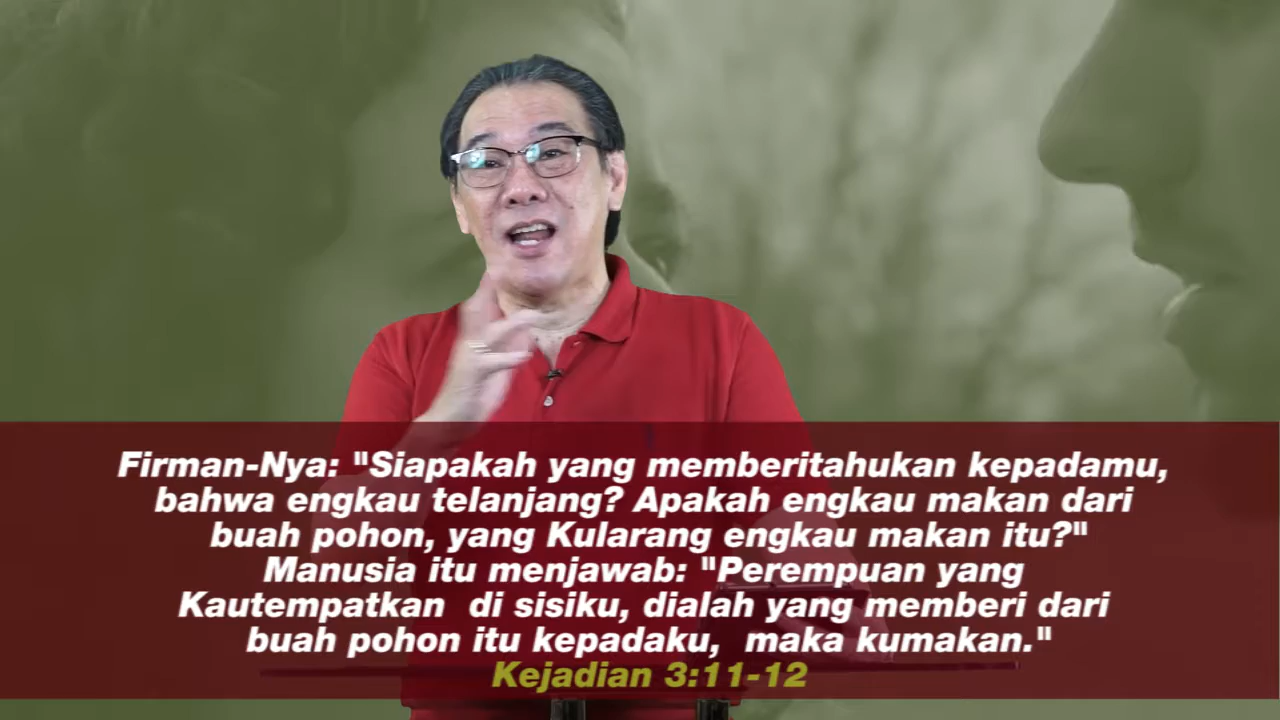 Firman-Nya: "Siapakah yang memberitahukan kepadamu,
bahwa engkau telanjang? Apakah engkau makan dari
buah pohon, yang Kularang engkau makan itu?"
Manusia itu menjawab: "Perempuan yang
Kautempatkan di sisiku, dialah yang memberi dari
buah pohon itu kepadaku, maka kumakan."
Kejadian 3:11-12